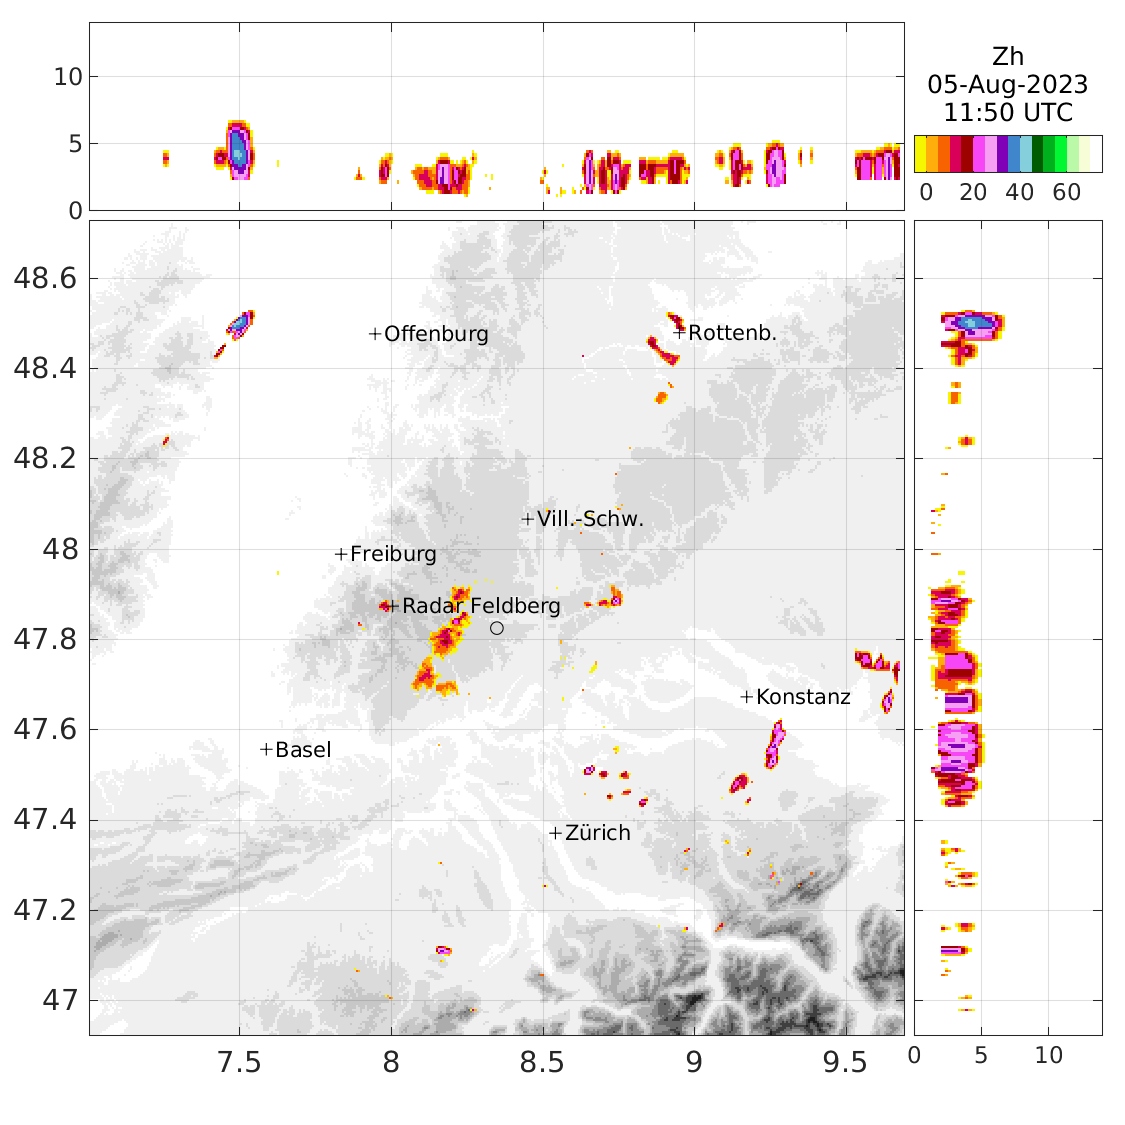 10
5
0
Zh
05-Aug-2023
11:50 UTC
0 20 40 60
48.6
48.4
48.2
48
47.8
47.6
47.4
47.2
47
Offenburg
Rottenb.
Vill.-Schw.
Freiburg
Radar Feldberg
Konstanz
Basel
Zürich
7.5 8 8.5 9 9.5
0 5 10